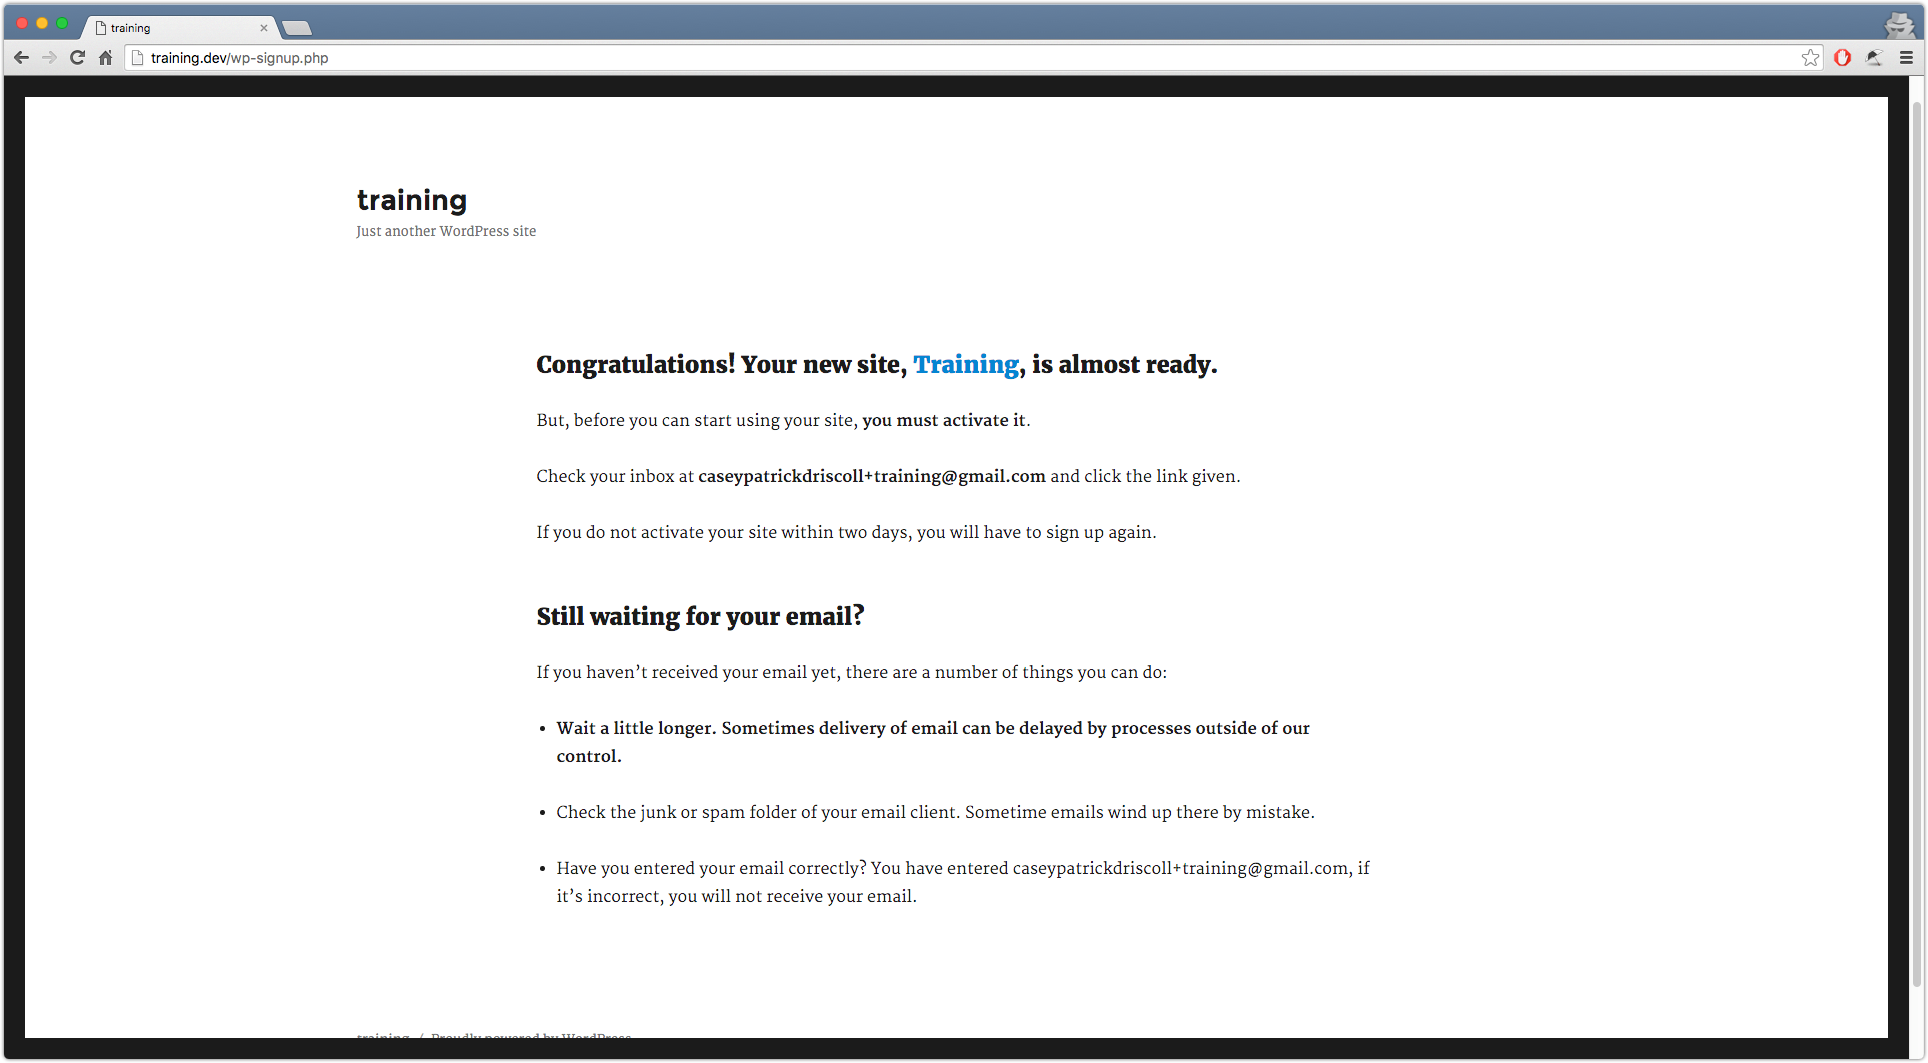 training
training.dev/wp-signup.php
training
Just another WordPress site
Congratulations! Your new site, Training, is almost ready.
But, before you can start using your site, you must activate it.
Check your inbox at caseypatrickdriscoll+training@gmail.com and click the link given.
If you do not activate your site within two days, you will have to sign up again.
Still waiting for your email?
If you haven’t received your email yet, there are a number of things you can do:
• Wait a little longer. Sometimes delivery of email can be delayed by processes outside of our
control.
• Check the junk or spam folder of your email client. Sometime emails wind up there by mistake.
• Have you entered your email correctly? You have entered caseypatrickdriscoll+training@gmail.com, if
it’s incorrect, you will not receive your email.
training / Proudly powered by WordPress